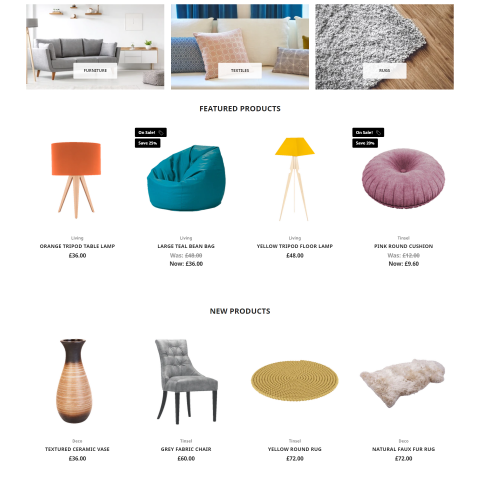 FURNITURE
TEXTILES
RUGS
FEATURED PRODUCTS
On Sale!
Save 25%
On Sale!
Save 20%
Living
Living
Living
Tinsel
ORANGE TRIPOD TABLE LAMP
LARGE TEAL BEAN BAG
YELLOW TRIPOD FLOOR LAMP
PINK ROUND CUSHION
£36.00
Was: £48.00
£48.00
Was: £12.00
Now: £36.00
Now: £9.60
NEW PRODUCTS
Deco
Tinsel
Tinsel
Deco
TEXTURED CERAMIC VASE
GREY FABRIC CHAIR
YELLOW ROUND RUG
NATURAL FAUX FUR RUG
£36.00
£60.00
£72.00
£72.00